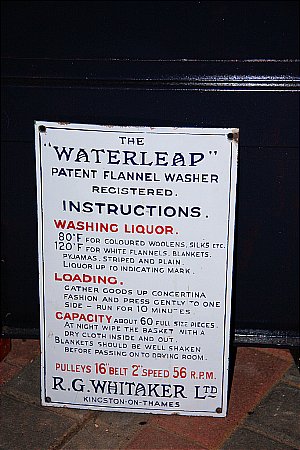 THE
"WATERLEAP"
PATENT FLANNEL WASHER
REGISTERED.
INSTRUCTIONS.
WASHING LIQUOR.
80°F FOR COLOURED WOOLENS, SILKS ETC.
120°F FOR WHITE FLANNELS, BLANKETS,
PYJAMAS, STRIPED AND PLAIN.
LIQUOR UP TO INDICATING MARK.
LOADING.
GATHER GOODS UP CONCERTINA
FASHION AND PRESS GENTLY TO ONE
SIDE - RUN FOR 10 MINUTES.
CAPACITY ABOUT 60 FULL SIZE PIECES.
AT NIGHT WIPE THE BASKET WITH A
DRY CLOTH INSIDE AND OUT.
BLANKETS SHOULD BE WELL SHAKEN
BEFORE PASSING ON TO DRYING ROOM.
PULLEYS 16" BELT 2" SPEED 56 R.P.M.
R.G. WHITAKER LTD
KINGSTON-ON-THAMES